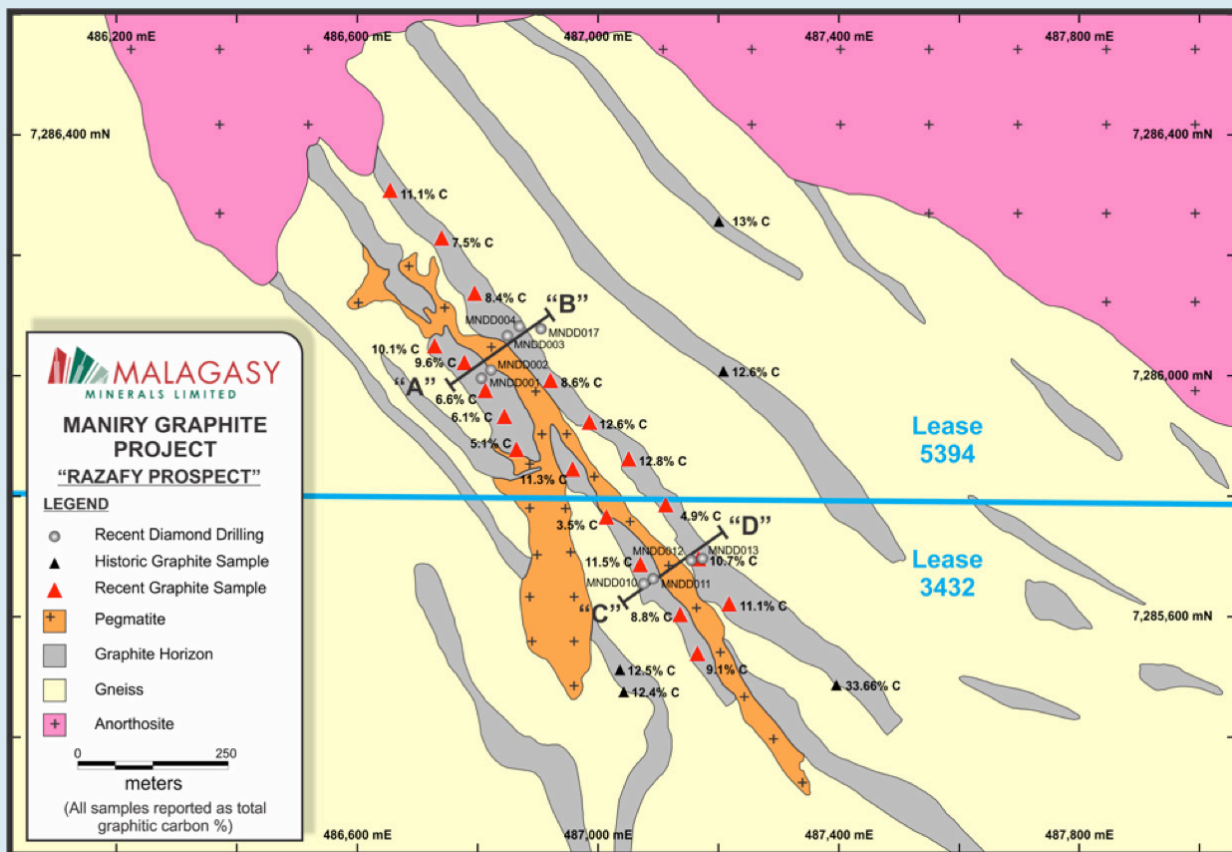 486,200 mE
486,600 mE
487,000 mE
487,400 mE
487,800 mE
7,286,400 mN
7,286,400 mN
11.1% C
13% C
7.5% C
8.4% C
"B"
MNDD004
MNDD017
MNDD003
10.1% C
9.6% C
MNDD002
"A"
MNDD001
8.6% C
12.6% C
7,286,000 mN
6.6% C
6.1% C
12.6% C
5.1% C
12.8% C
11.3% C
Lease
5394
3.5% C
4.9% C
"D"
MNDD012
MNDD013
11.5% C
10.7% C
MNDD010
MNDD011
Lease
3432
"C"
8.8% C
11.1% C
7,285,600 mN
9.1% C
12.5% C
12.4% C
33.66% C
MALAGASY
MINERALS LIMITED
MANIRY GRAPHITE
PROJECT
"RAZAFY PROSPECT"
LEGEND
Recent Diamond Drilling
Historic Graphite Sample
Recent Graphite Sample
Pegmatite
Graphite Horizon
Gneiss
Anorthosite
0 250
meters
(All samples reported as total
graphitic carbon %)
486,600 mE
487,000 mE
487,400 mE
487,800 mE